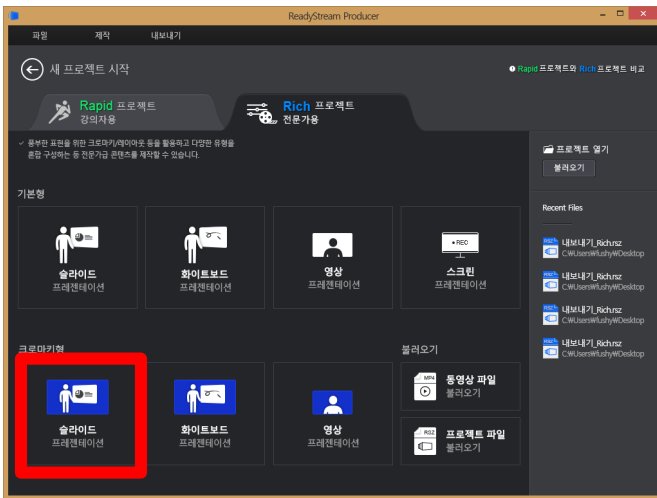 ReadyStream Producer
파일 제작 내보내기
새 프로젝트 시작
Rapid 프로젝트와 Rich 프로젝트 비교
Rapid 프로젝트
강의자용
Rich 프로젝트
전문가용
풍부한 표현을 위한 크로마키/레이아웃 등을 활용하고 다양한 유형을
혼합 구성하는 등 전문가급 콘텐츠를 제작할 수 있습니다.
프로젝트 열기
불러오기
기본형
Recent Files
슬라이드
프레젠테이션
화이트보드
프레젠테이션
영상
프레젠테이션
REC
스크린
프레젠테이션
내보내기_Rich.rsz
C:₩Users₩fushy₩Desktop
내보내기_Rich.rsz
C:₩Users₩fushy₩Desktop
내보내기_Rich.rsz
C:₩Users₩fushy₩Desktop
내보내기_Rich.rsz
C:₩Users₩fushy₩Desktop
크로마키형
슬라이드
프레젠테이션
화이트보드
프레젠테이션
영상
프레젠테이션
불러오기
MP4
동영상 파일
불러오기
RSZ
프로젝트 파일
불러오기